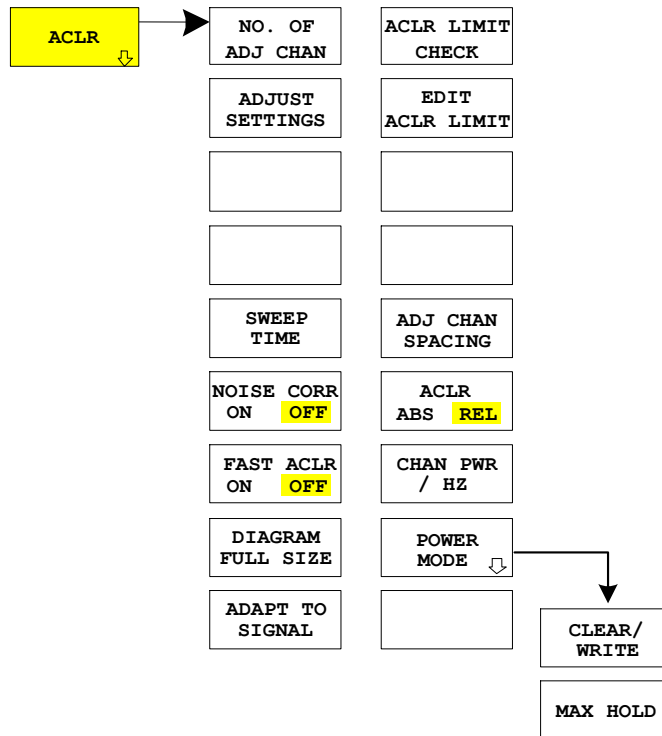 ACLR
NO. OF
ADJ CHAN
ADJUST
SETTINGS
SWEEP
TIME
NOISE CORR
ON OFF
FAST ACLR
ON OFF
DIAGRAM
FULL SIZE
ADAPT TO
SIGNAL
ACLR LIMIT
CHECK
EDIT
ACLR LIMIT
ADJ CHAN
SPACING
ACLR
ABS REL
CHAN PWR
/ HZ
POWER
MODE
CLEAR/
WRITE
MAX HOLD